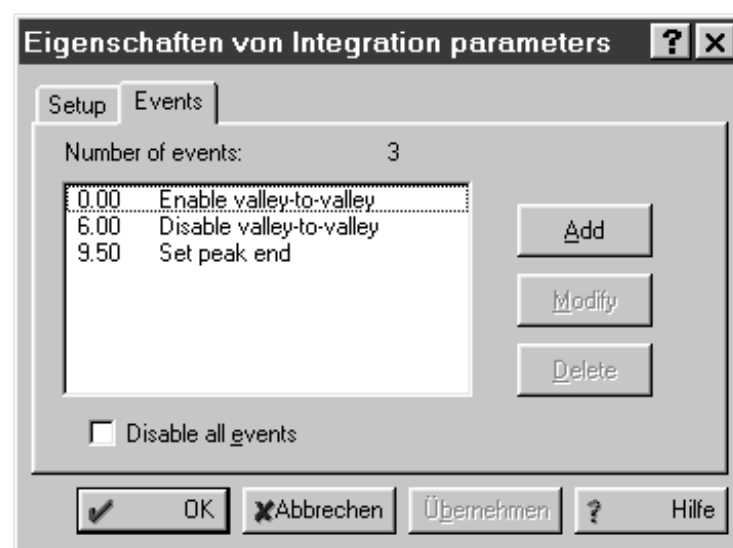 Eigenschaften von Integration parameters ? ×
Setup Events
Number of events: 3
0.00 Enable valley-to-valley
6.00 Disable valley-to-valley
9.50 Set peak end
Add
Modify
Delete
Disable all events
OK Abbrechen Übernehmen ? Hilfe